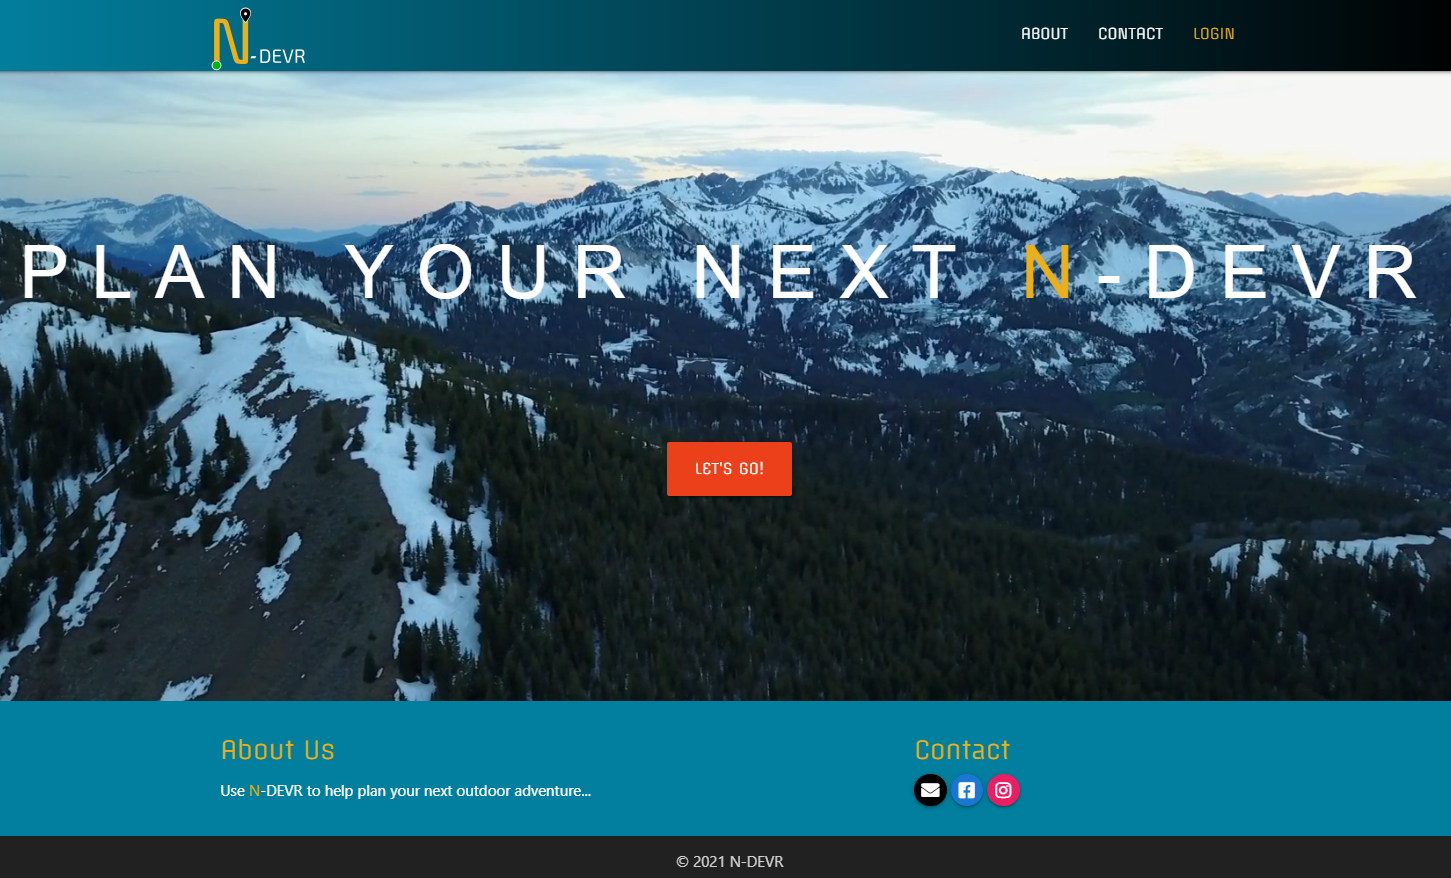 N-DEVR
ABOUT CONTACT LOGIN
PLAN YOUR NEXT N-DEVR
LET'S GO!
About Us
Use N-DEVR to help plan your next outdoor adventure...
Contact
© 2021 N-DEVR